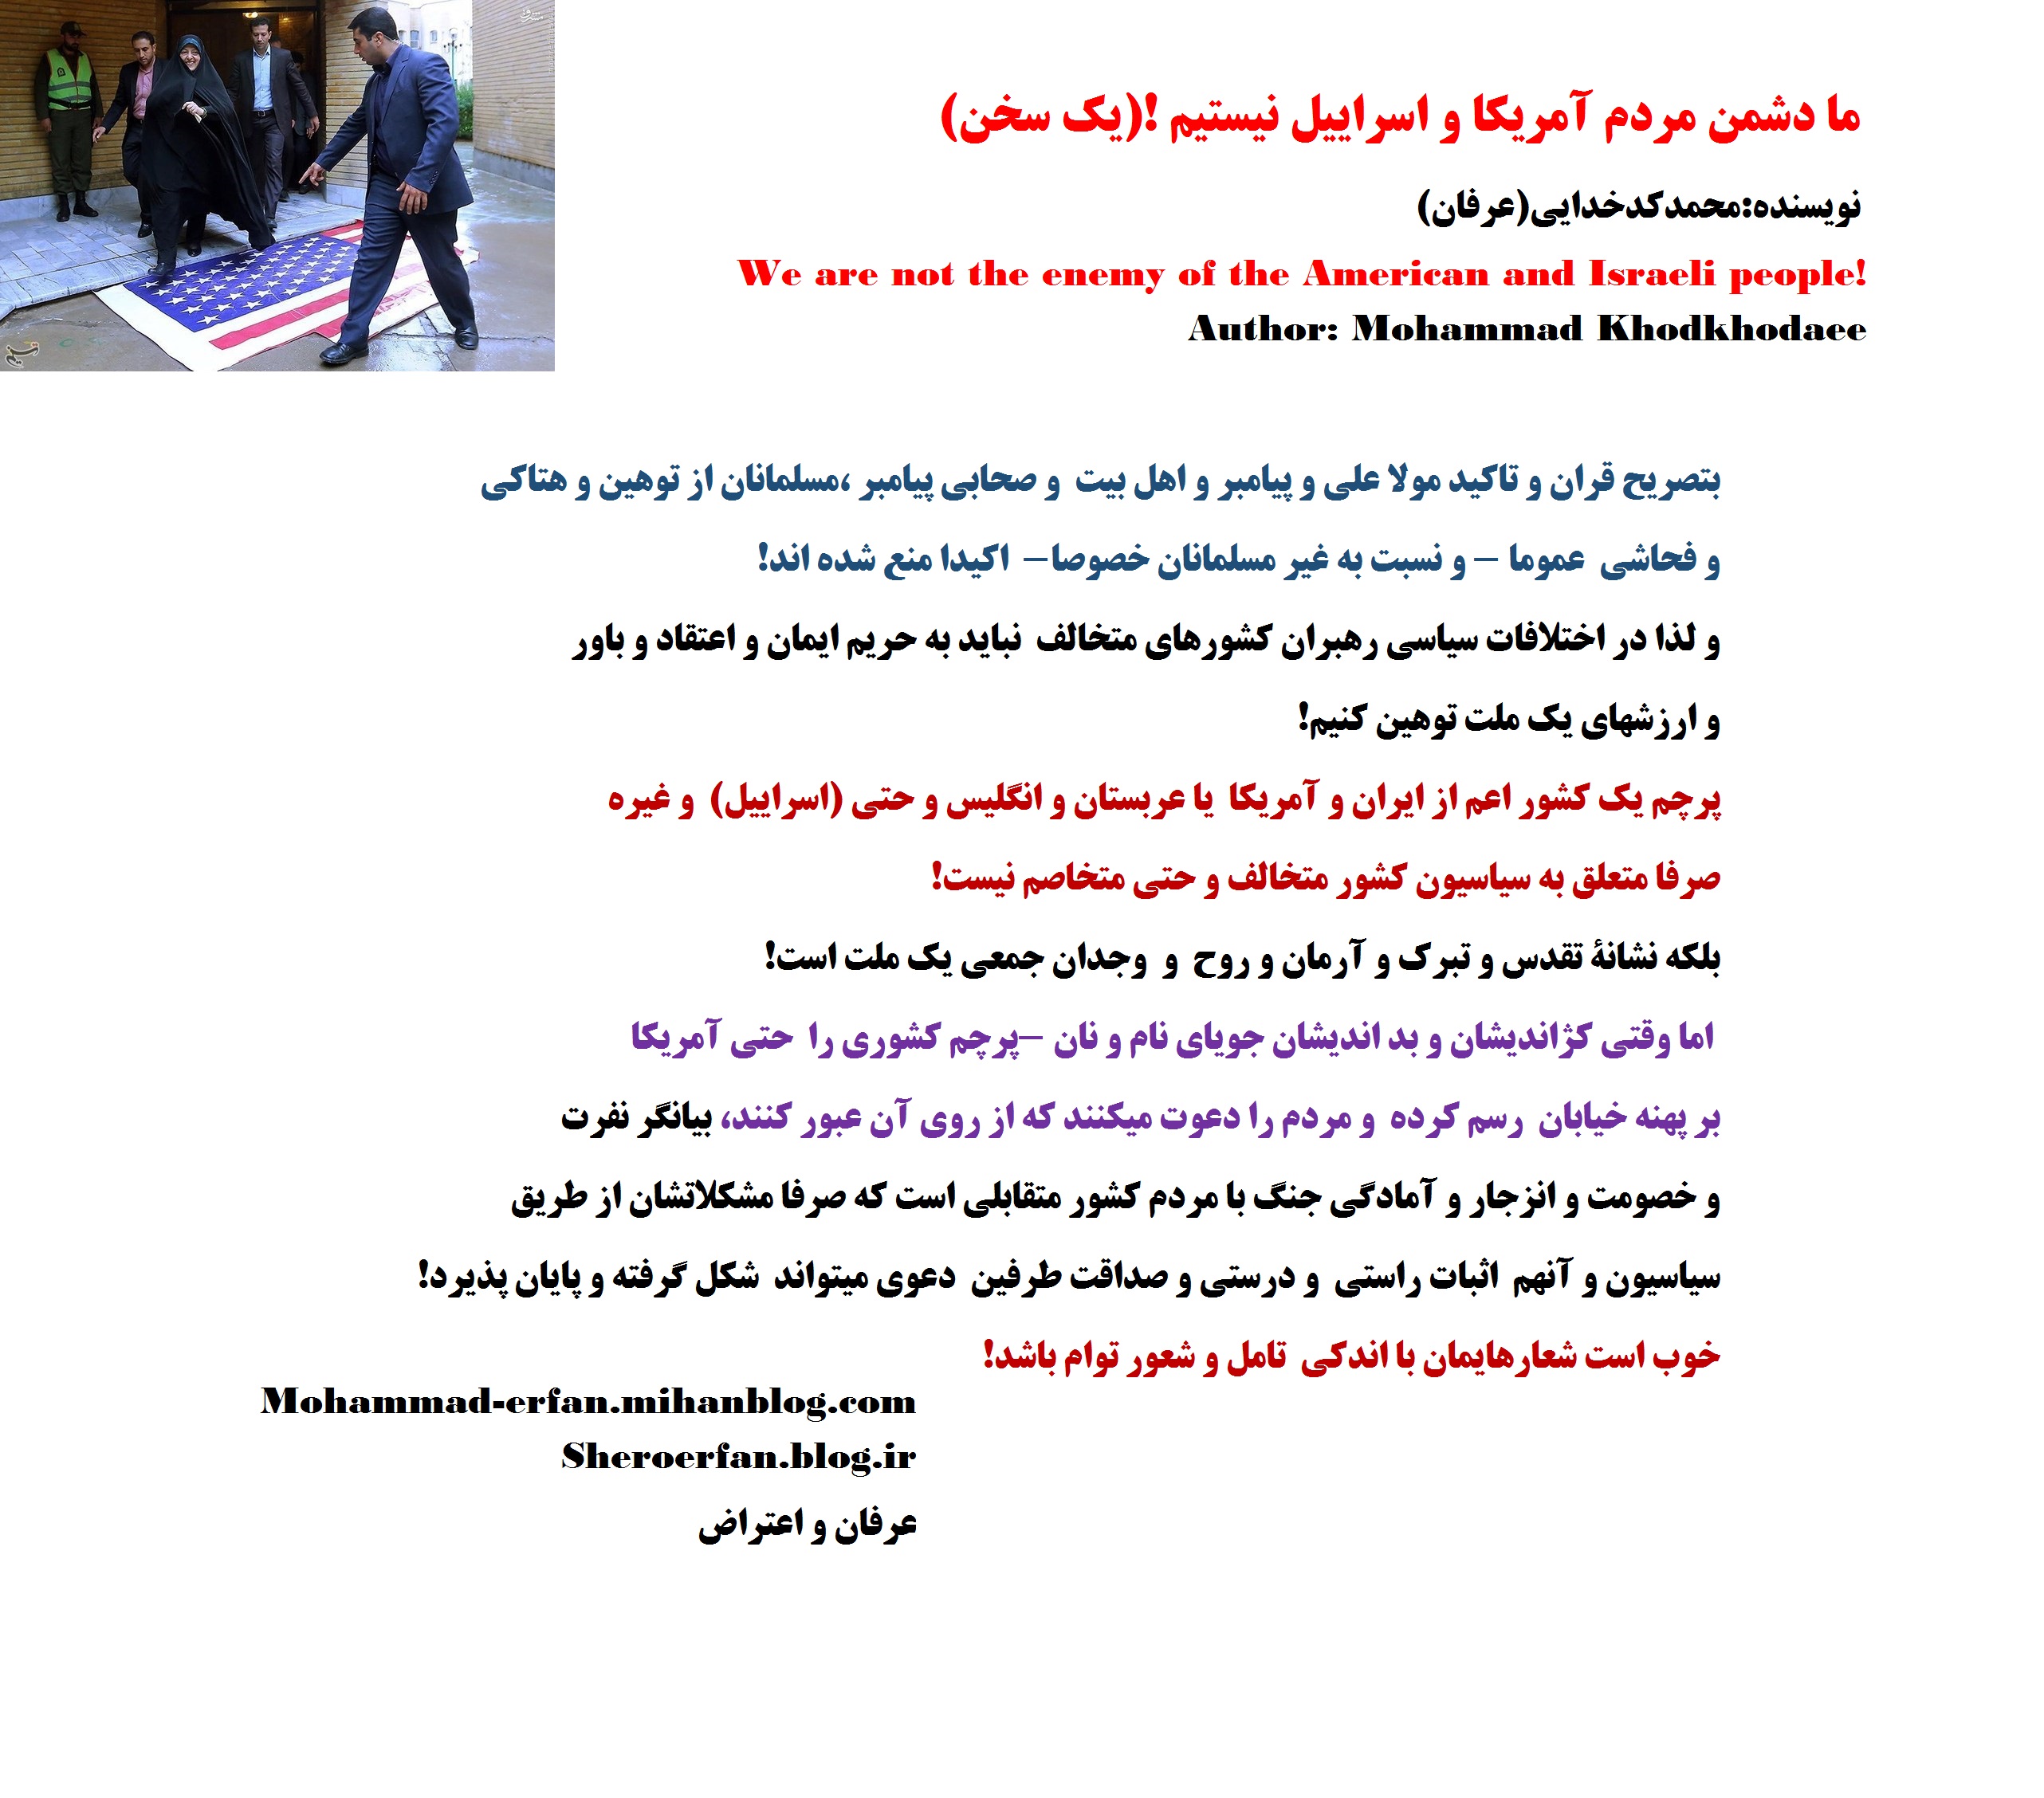 ما دشمن مردم آمریکا و اسراییل نیستیم !(یک سخن)
نویسنده:محمدکدخدایی(عرفان)
We are not the enemy of the American and Israeli people!
Author: Mohammad Khodkhodaee
بتصریح قران و تاکید مولا علی و پیامبر و اهل بیت و صحابی پیامبر ،مسلمانان از توهین و هتاکی
و فحاشی عموما – و نسبت به غیر مسلمانان خصوصا– اکیدا منع شده اند!
و لذا در اختلافات سیاسی رهبران کشورهای متخالف نباید به حریم ایمان و اعتقاد و باور
و ارزشهای یک ملت توهین کنیم!
پرچم یک کشور اعم از ایران و آمریکا یا عربستان و انگلیس و حتی (اسراییل) و غیره
صرفا متعلق به سیاسیون کشور متخالف و حتی متخاصم نیست!
بلکه نشانهٔ تقدس و تبرک و آرمان و روح و وجدان جمعی یک ملت است!
اما وقتی کژاندیشان و بد اندیشان جویای نام و نان –پرچم کشوری را حتی آمریکا
بر پهنه خیابان رسم کرده و مردم را دعوت میکنند که از روی آن عبور کنند، بیانگر نفرت
و خصومت و انزجار و آمادگی جنگ با مردم کشور متقابلی است که صرفا مشکلاتشان از طریق
سیاسیون و آنهم اثبات راستی و درستی و صداقت طرفین دعوی میتواند شکل گرفته و پایان پذیرد!
خوب است شعارهایمان با اندکی تامل و شعور توام باشد!
Mohammad-erfan.mihanblog.com
Sheroerfan.blog.ir
عرفان و اعتراض